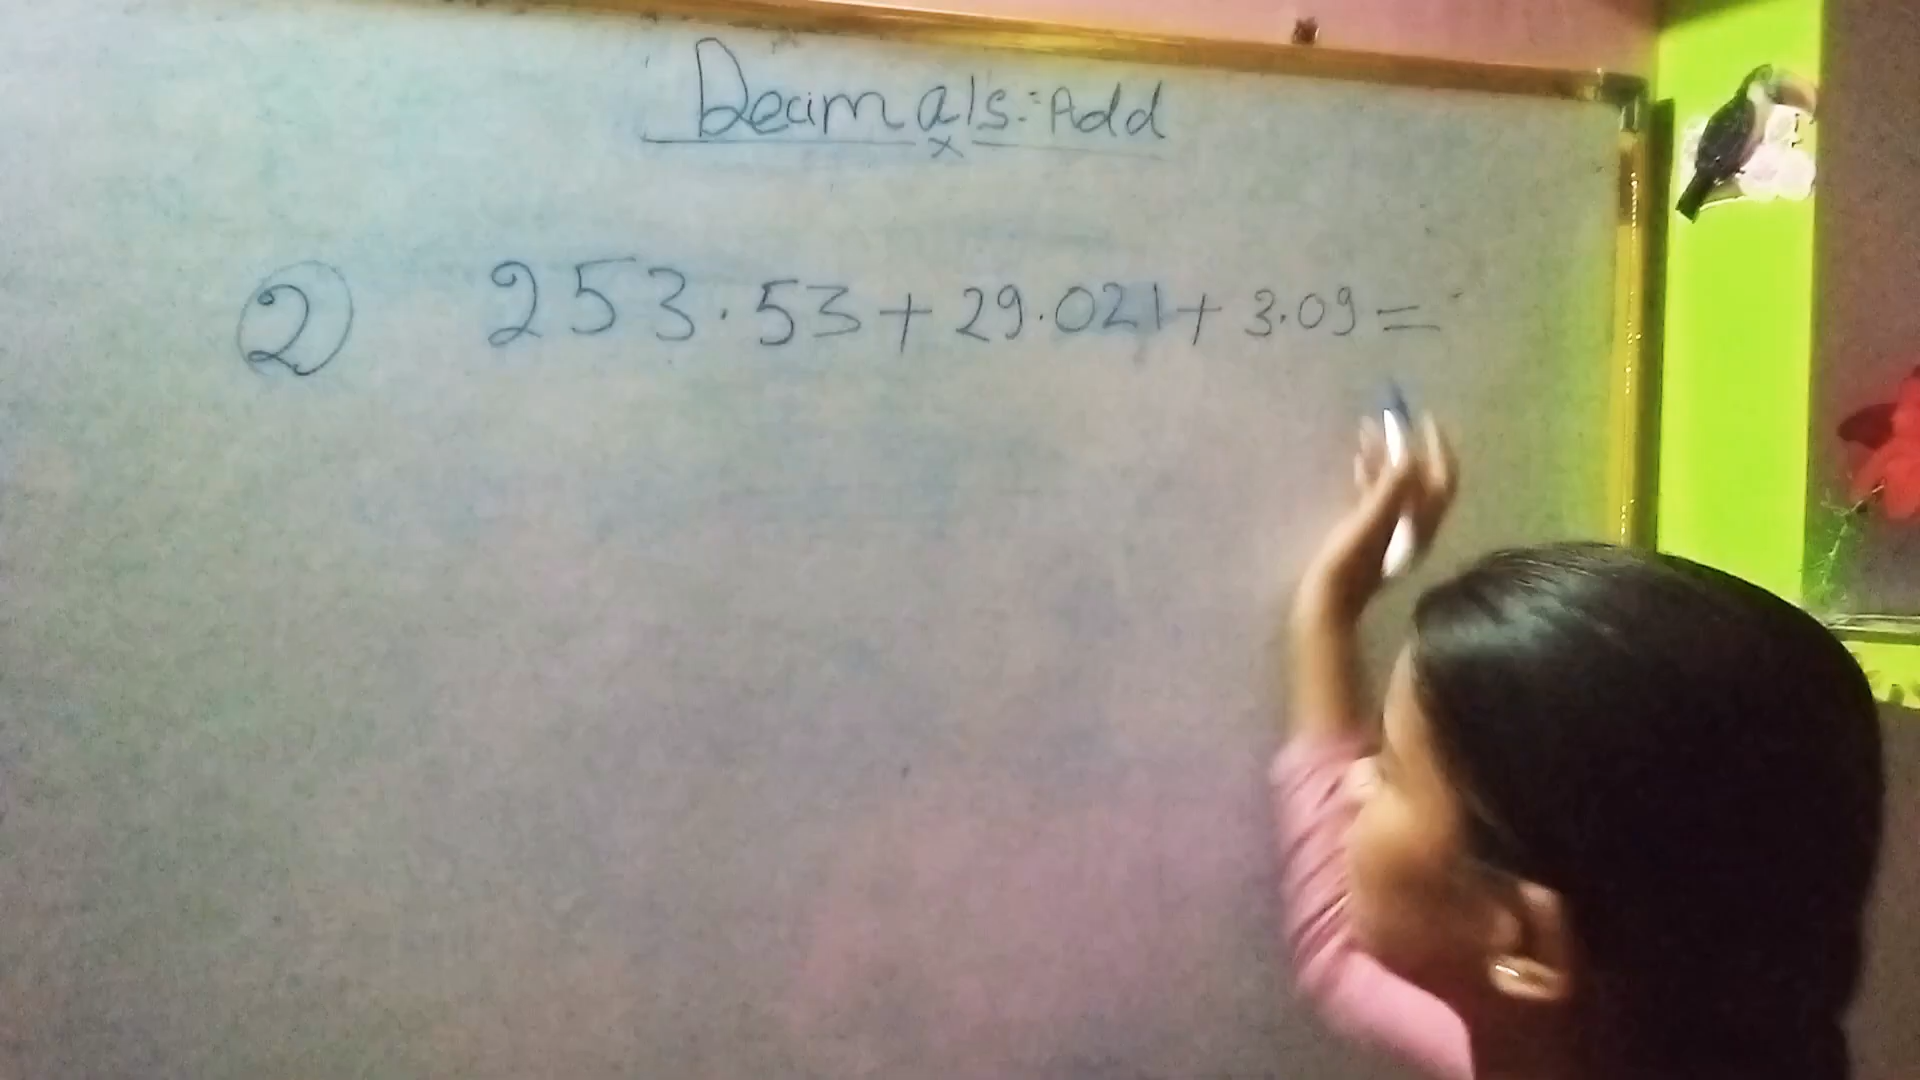 Decimals:- Add
x
2) 253.53 + 29.021 + 3.09 =